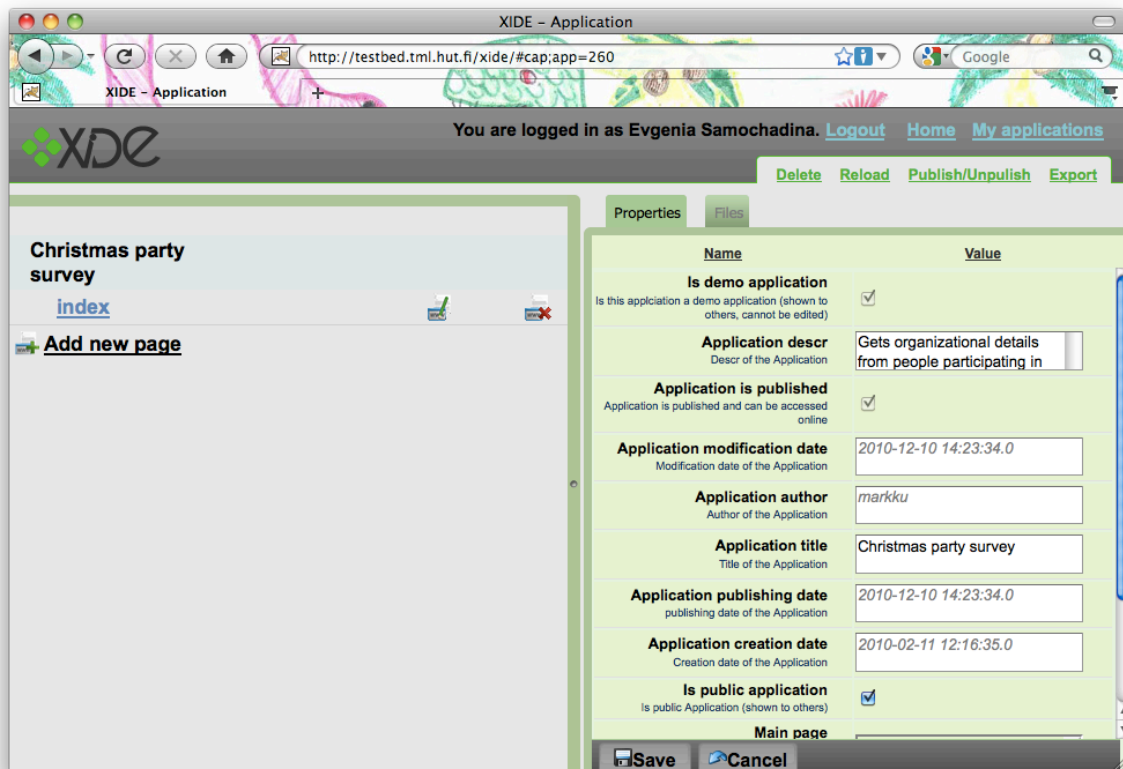 XIDE – Application
http://testbed.tml.hut.fi/xide/#cap;app=260
Google
XIDE – Application
XIDE
You are logged in as Evgenia Samochadina. Logout Home My applications
Delete Reload Publish/Unpulish Export
Properties Files
Christmas party
survey
index
Add new page
Name Value
Is demo application
Is this applciation a demo application (shown to
others, cannot be edited)
Application descr
Descr of the Application
Gets organizational details
from people participating in
Application is published
Application is published and can be accessed
online
Application modification date
Modification date of the Application
2010-12-10 14:23:34.0
Application author
Author of the Application
markku
Application title
Title of the Application
Christmas party survey
Application publishing date
publishing date of the Application
2010-12-10 14:23:34.0
Application creation date
Creation date of the Application
2010-02-11 12:16:35.0
Is public application
Is public Application (shown to others)
Main page
Save Cancel